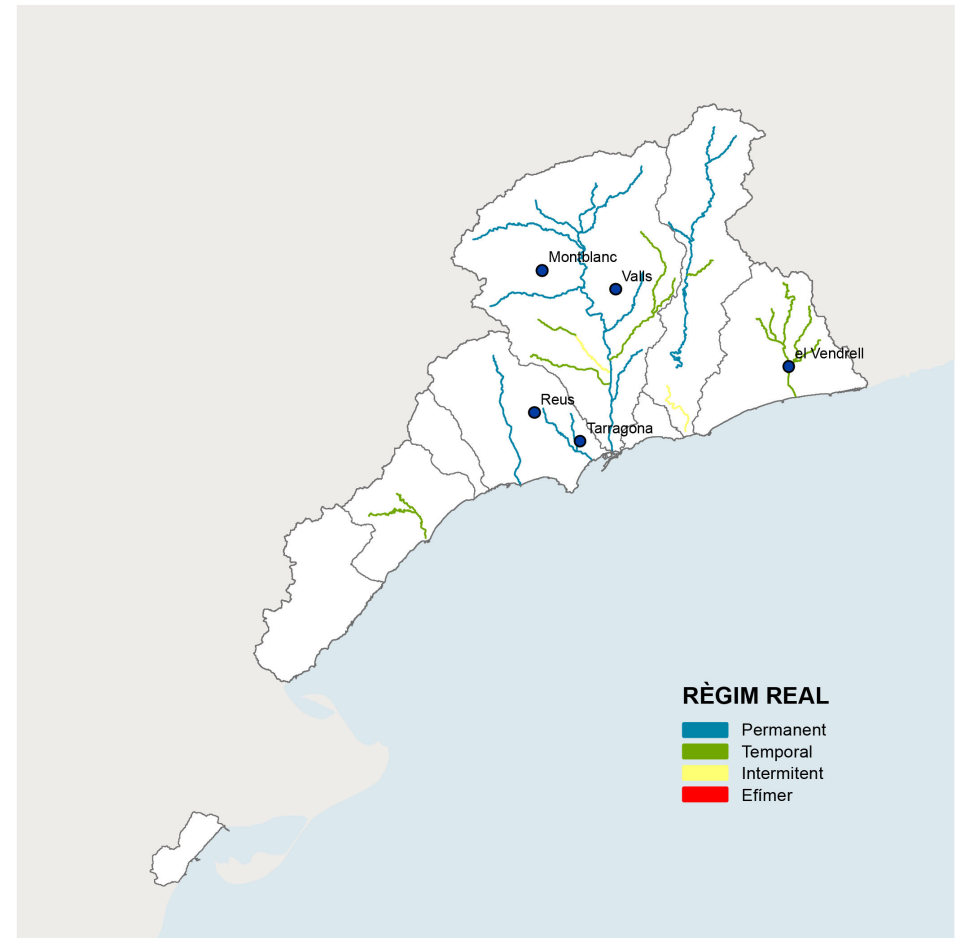 Montblanc
Valls
el Vendrell
Reus
Tarragona
RÈGIM REAL
Permanent
Temporal
Intermitent
Efímer